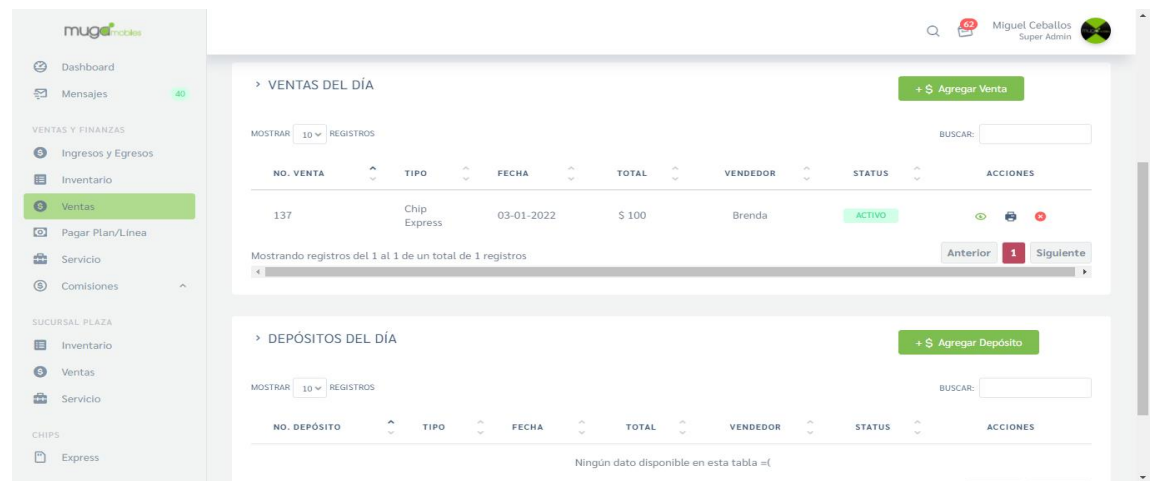 muga mobiles
62
Miguel Ceballos
Super Admin
Dashboard
Mensajes 40
VENTAS Y FINANZAS
Ingresos y Egresos
Inventario
Ventas
Pagar Plan/Línea
Servicio
Comisiones
SUCURSAL PLAZA
Inventario
Ventas
Servicio
CHIPS
Express
> VENTAS DEL DÍA
+ $ Agregar Venta
MOSTRAR 10 REGISTROS
BUSCAR:
NO. VENTA TIPO FECHA TOTAL VENDEDOR STATUS ACCIONES
137 Chip Express 03-01-2022 $ 100 Brenda ACTIVO
Mostrando registros del 1 al 1 de un total de 1 registros
Anterior 1 Siguiente
> DEPÓSITOS DEL DÍA
+ $ Agregar Depósito
MOSTRAR 10 REGISTROS
BUSCAR:
NO. DEPÓSITO TIPO FECHA TOTAL VENDEDOR STATUS ACCIONES
Ningún dato disponible en esta tabla =(